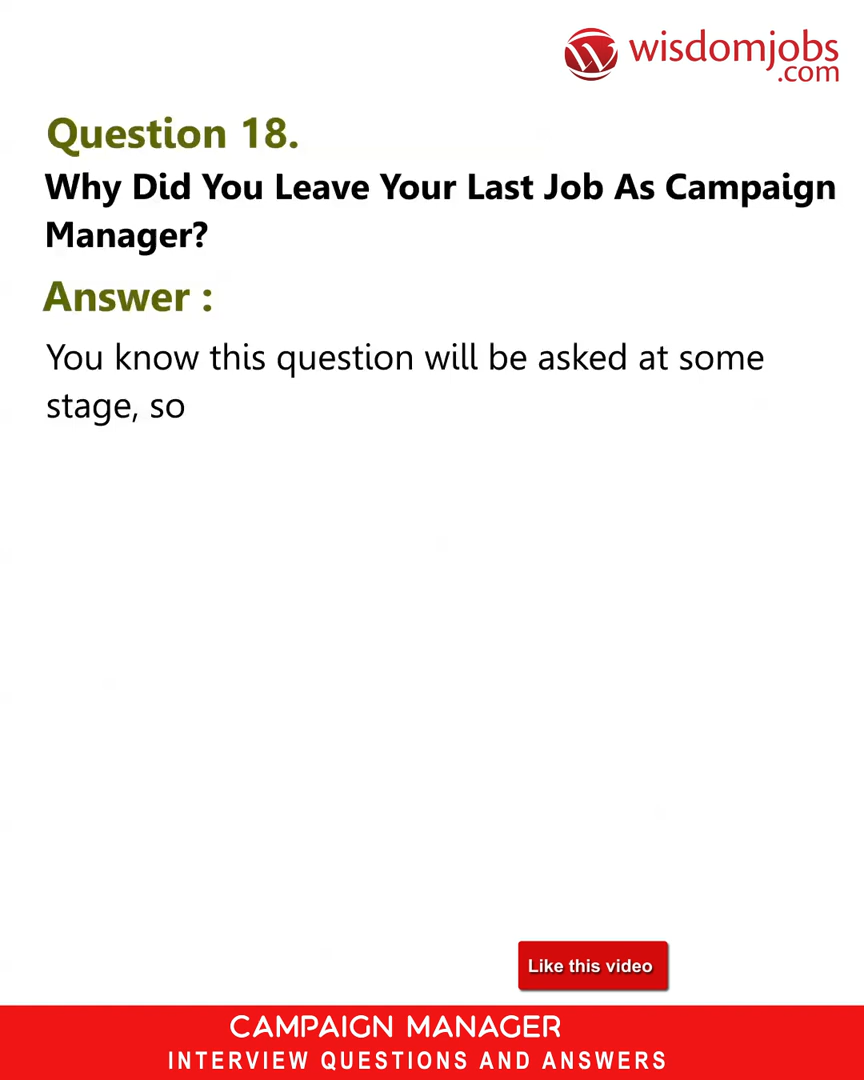 wisdomjobs
.com
Question 18.
Why Did You Leave Your Last Job As Campaign
Manager?
Answer :
You know this question will be asked at some
stage, so
Like this video
CAMPAIGN MANAGER
INTERVIEW QUESTIONS AND ANSWERS